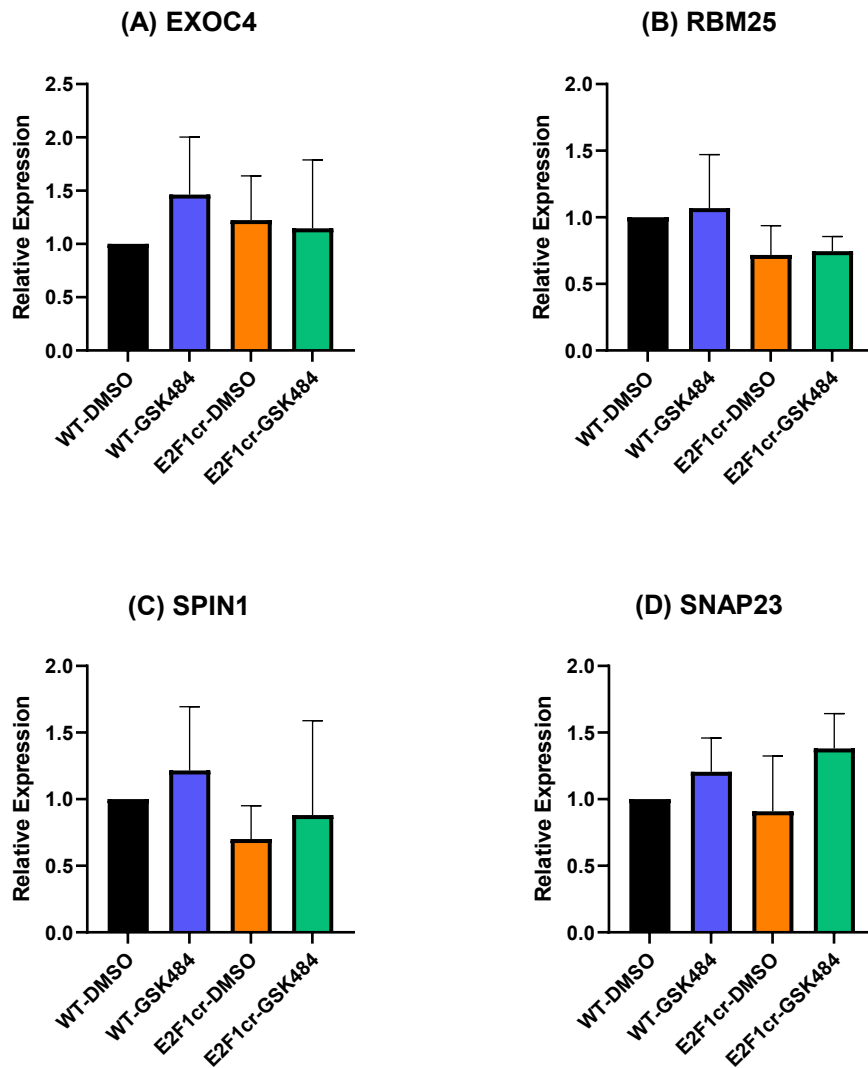 (A) EXOC4
Relative Expression
2.5
2.0
1.5
1.0
0.5
0.0
WT-DMSO
WT-GSK484
E2F1cr-DMSO
E2F1cr-GSK484
(B) RBM25
Relative Expression
2.0
1.5
1.0
0.5
0.0
WT-DMSO
WT-GSK484
E2F1cr-DMSO
E2F1cr-GSK484
(C) SPIN1
Relative Expression
2.0
1.5
1.0
0.5
0.0
WT-DMSO
WT-GSK484
E2F1cr-DMSO
E2F1cr-GSK484
(D) SNAP23
Relative Expression
2.0
1.5
1.0
0.5
0.0
WT-DMSO
WT-GSK484
E2F1cr-DMSO
E2F1cr-GSK484